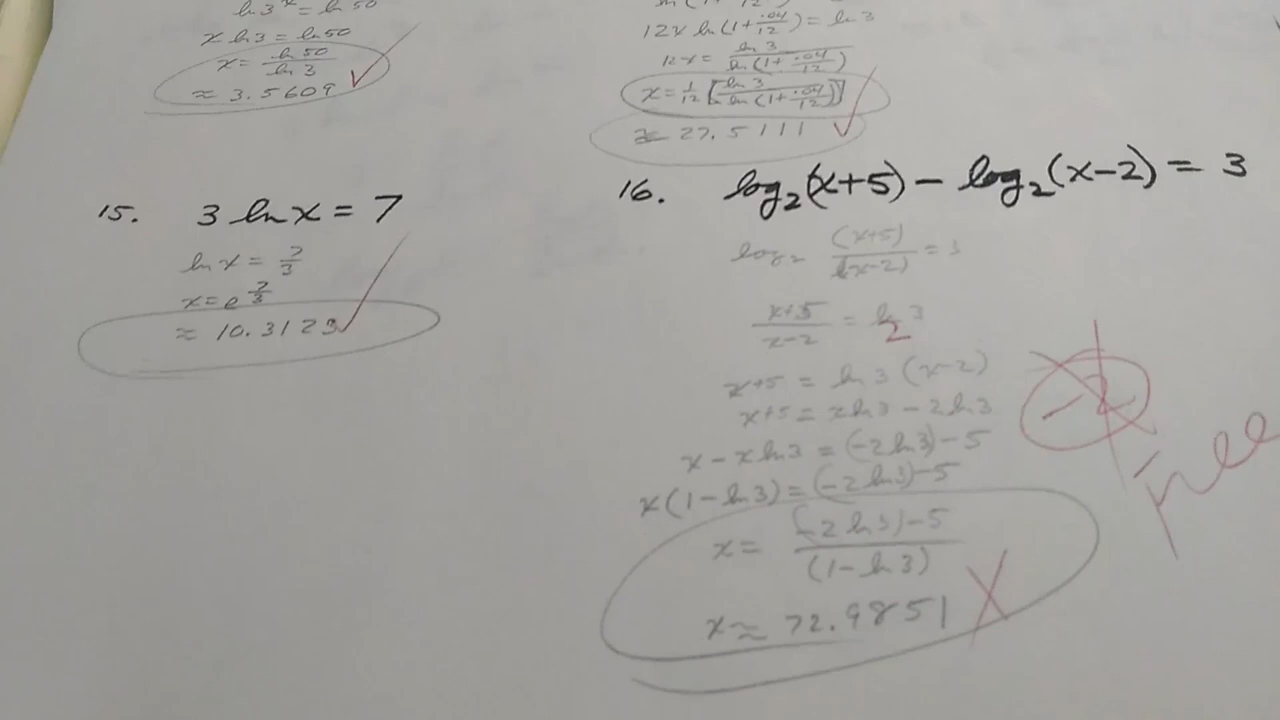 ln 3^x = ln 50
x ln 3 = ln 50
x = ln 50 / ln 3
≈ 3.5609 ✓
12x ln (1 + .04/12) = ln 3
12x = ln 3 / ln (1 + .04/12)
x = 1/12 [ln 3 / ln (1 + .04/12)]
≈ 27.5111 ✓
15. 3 ln x = 7
ln x = 7/3
x = e^7/3
≈ 10.3123 ✓
16. log₂(x+5) − log₂(x−2) = 3
log₂ (x+5)/(x−2) = 3
x+5 / x−2 = ln 3
2
x+5 = ln 3 (x−2)
x+5 = x ln 3 − 2 ln 3
x − x ln 3 = (−2 ln 3) − 5
x (1 − ln 3) = (−2 ln 3) − 5
x = (−2 ln 3) − 5 / (1 − ln 3)
x ≈ 72.9851 X
−2